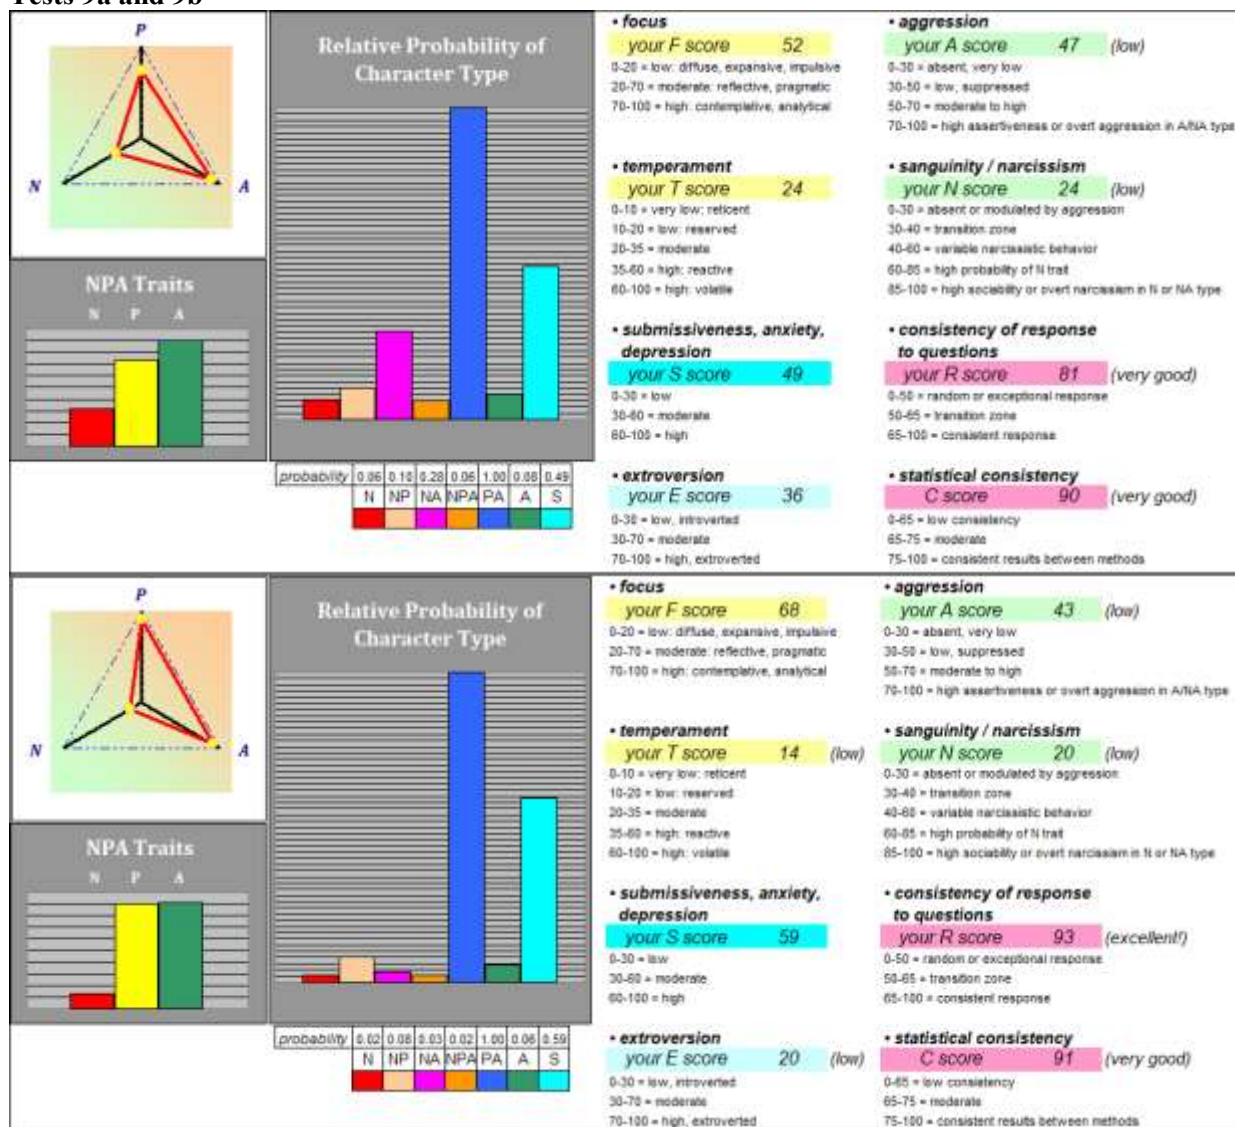 Tests 9a and 9b
P
N
A
NPA Traits
N P A
Relative Probability of
Character Type
probability 0.06 0.10 0.28 0.06 1.00 0.08 0.49
N NP NA NPA PA A S
• focus
your F score 52
0-20 = low: diffuse, expansive, impulsive
20-70 = moderate: reflective, pragmatic
70-100 = high: contemplative, analytical
• temperament
your T score 24
0-10 = very low: reticent
10-20 = low: reserved
20-35 = moderate
35-60 = high: reactive
60-100 = high: volatile
• submissiveness, anxiety,
depression
your S score 49
0-30 = low
30-60 = moderate
60-100 = high
• extroversion
your E score 36
0-30 = low, introverted
30-70 = moderate
70-100 = high, extroverted
• aggression
your A score 47 (low)
0-30 = absent, very low
30-50 = low, suppressed
50-70 = moderate to high
70-100 = high assertiveness or overt aggression in A/NA type
• sanguinity / narcissism
your N score 24 (low)
0-30 = absent or modulated by aggression
30-40 = transition zone
40-60 = variable narcissistic behavior
60-85 = high probability of N trait
85-100 = high sociability or overt narcissism in N or NA type
• consistency of response
to questions
your R score 81 (very good)
0-50 = random or exceptional response
50-65 = transition zone
65-100 = consistent response
• statistical consistency
C score 90 (very good)
0-65 = low consistency
65-75 = moderate
75-100 = consistent results between methods
P
N
A
NPA Traits
N P A
Relative Probability of
Character Type
probability 0.02 0.08 0.03 0.02 1.00 0.06 0.59
N NP NA NPA PA A S
• focus
your F score 68
0-20 = low: diffuse, expansive, impulsive
20-70 = moderate: reflective, pragmatic
70-100 = high: contemplative, analytical
• temperament
your T score 14 (low)
0-10 = very low: reticent
10-20 = low: reserved
20-35 = moderate
35-60 = high: reactive
60-100 = high: volatile
• submissiveness, anxiety,
depression
your S score 59
0-30 = low
30-60 = moderate
60-100 = high
• extroversion
your E score 20 (low)
0-30 = low, introverted
30-70 = moderate
70-100 = high, extroverted
• aggression
your A score 43 (low)
0-30 = absent, very low
30-50 = low, suppressed
50-70 = moderate to high
70-100 = high assertiveness or overt aggression in A/NA type
• sanguinity / narcissism
your N score 20 (low)
0-30 = absent or modulated by aggression
30-40 = transition zone
40-60 = variable narcissistic behavior
60-85 = high probability of N trait
85-100 = high sociability or overt narcissism in N or NA type
• consistency of response
to questions
your R score 93 (excellent!)
0-50 = random or exceptional response
50-65 = transition zone
65-100 = consistent response
• statistical consistency
C score 91 (very good)
0-65 = low consistency
65-75 = moderate
75-100 = consistent results between methods